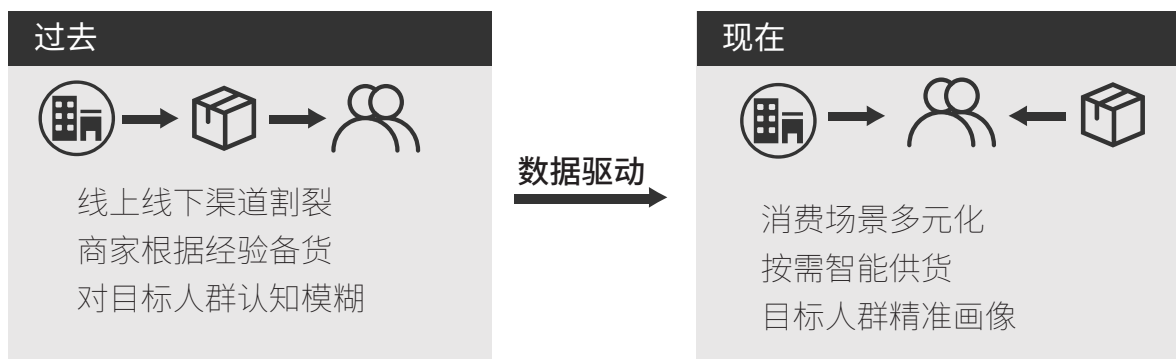 过去
线上线下渠道割裂
商家根据经验备货
对目标人群认知模糊
数据驱动
现在
消费场景多元化
按需智能供货
目标人群精准画像